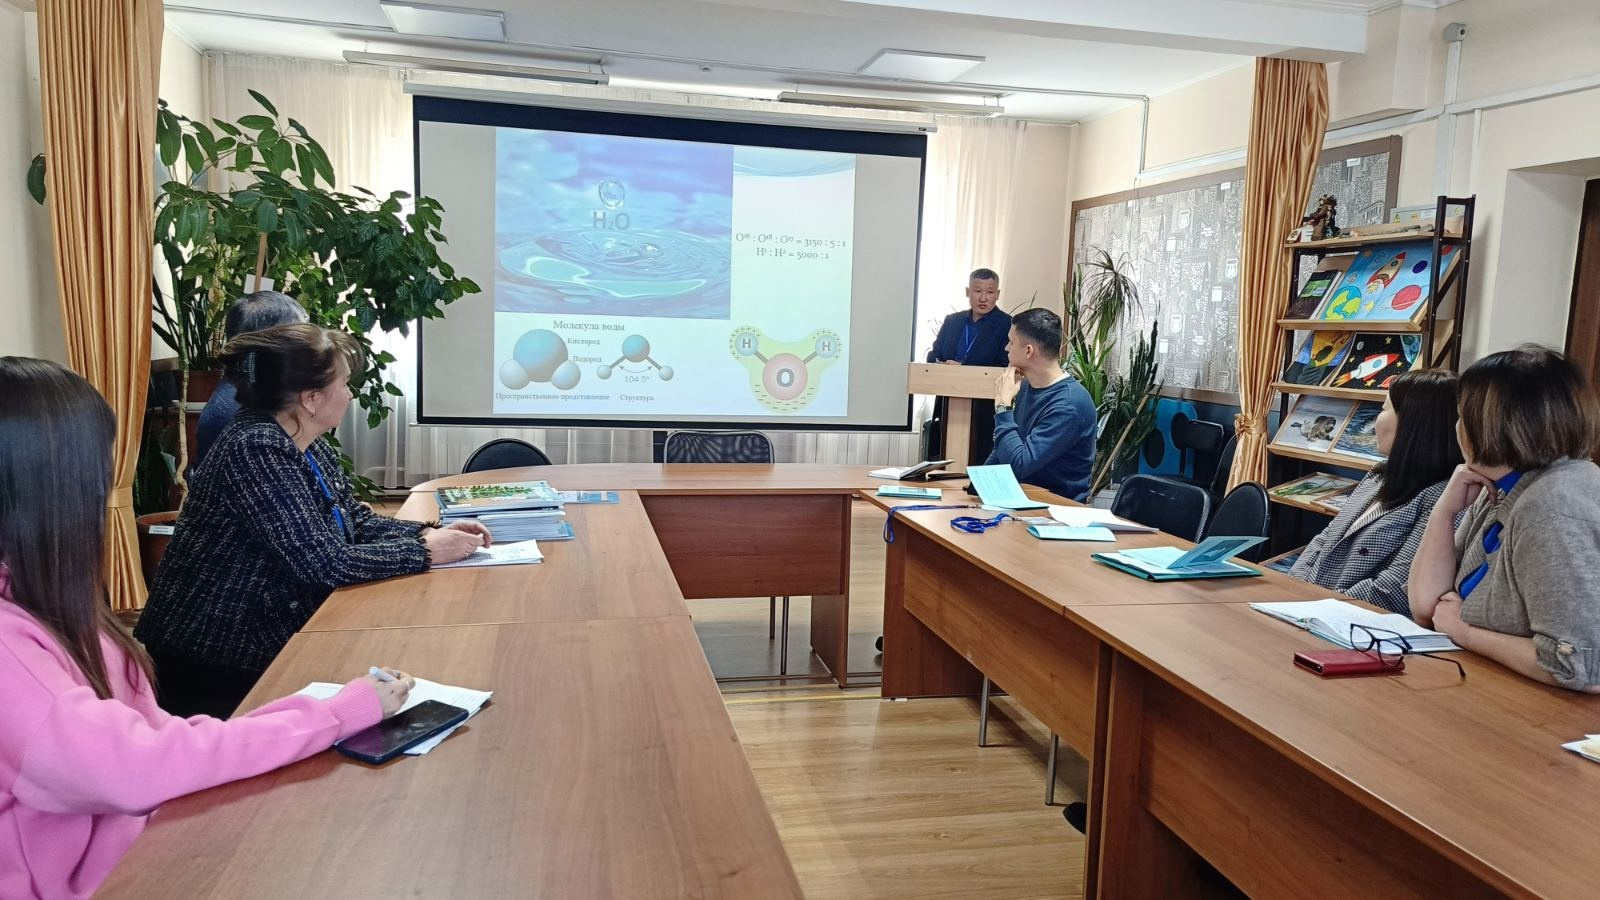 H₂O
O¹⁶ : O¹⁸ : O¹⁷ = 3150 : 5 : 1
H¹ : H² = 5000 : 1
Молекула воды
Кислород
Водород
104.5°
Пространственное представление
Структура
H
H
O